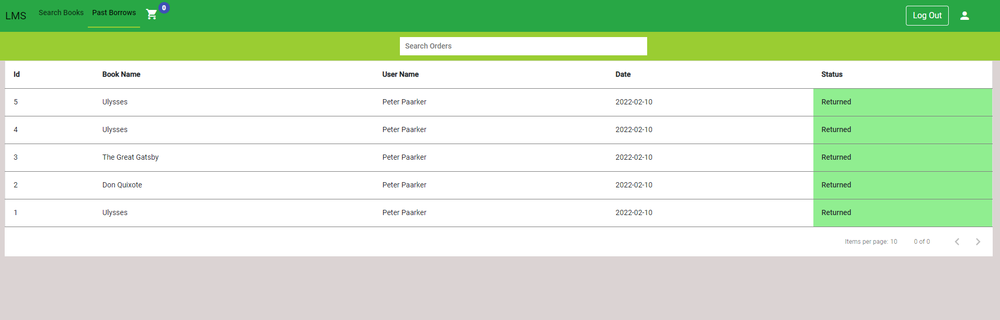 LMS Search Books Past Borrows 0 Log Out
Search Orders
Id Book Name User Name Date Status
5 Ulysses Peter Paarker 2022-02-10 Returned
4 Ulysses Peter Paarker 2022-02-10 Returned
3 The Great Gatsby Peter Paarker 2022-02-10 Returned
2 Don Quixote Peter Paarker 2022-02-10 Returned
1 Ulysses Peter Paarker 2022-02-10 Returned
Items per page: 10 0 of 0